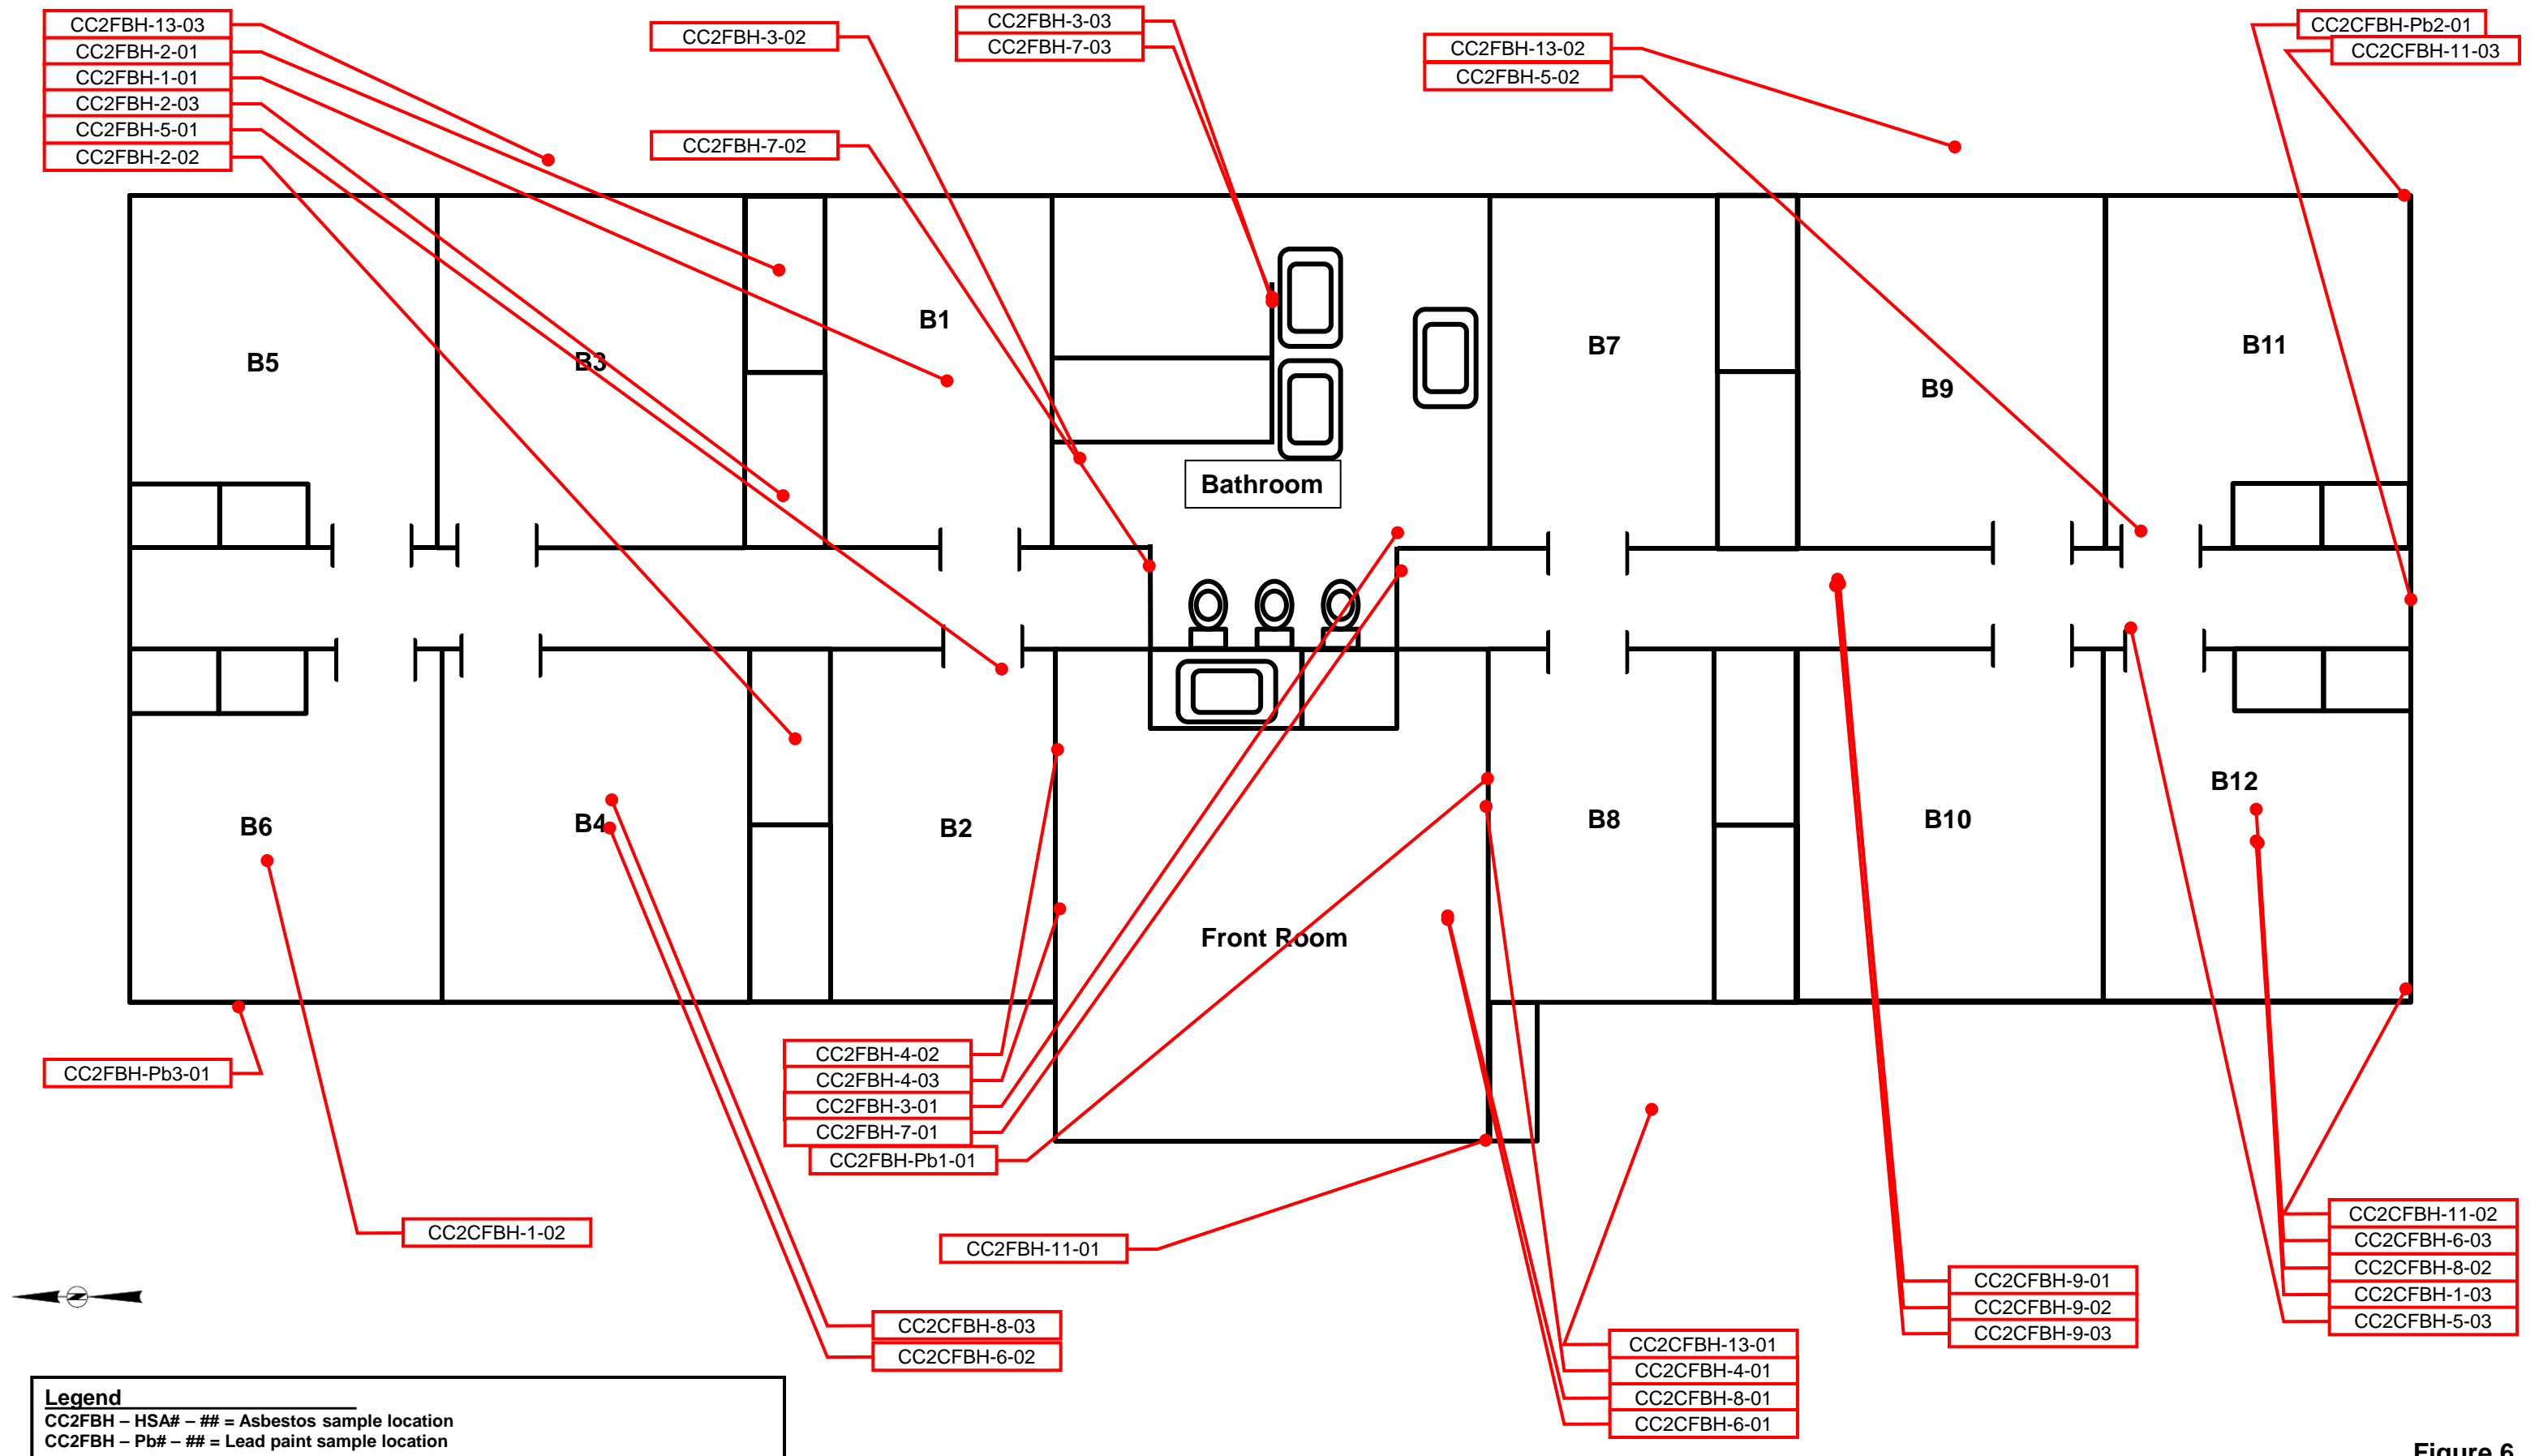 CC2FBH-13-03
CC2FBH-2-01
CC2FBH-1-01
CC2FBH-2-03
CC2FBH-5-01
CC2FBH-2-02
CC2FBH-3-02
CC2FBH-7-02
CC2FBH-3-03
CC2FBH-7-03
CC2FBH-13-02
CC2FBH-5-02
CC2CFBH-Pb2-01
CC2CFBH-11-03
B5
B3
B1
Bathroom
B7
B9
B11
B6
B4
B2
Front Room
B8
B10
B12
CC2FBH-Pb3-01
CC2FBH-4-02
CC2FBH-4-03
CC2FBH-3-01
CC2FBH-7-01
CC2FBH-Pb1-01
CC2CFBH-1-02
CC2FBH-11-01
CC2CFBH-8-03
CC2CFBH-6-02
CC2CFBH-13-01
CC2CFBH-4-01
CC2CFBH-8-01
CC2CFBH-6-01
CC2CFBH-9-01
CC2CFBH-9-02
CC2CFBH-9-03
CC2CFBH-11-02
CC2CFBH-6-03
CC2CFBH-8-02
CC2CFBH-1-03
CC2CFBH-5-03
Legend
CC2FBH – HSA# – ## = Asbestos sample location
CC2FBH – Pb# – ## = Lead paint sample location
Figure 6